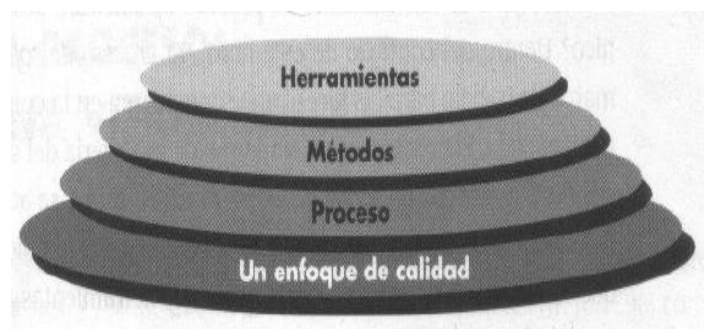 Herramientas
Métodos
Proceso
Un enfoque de calidad